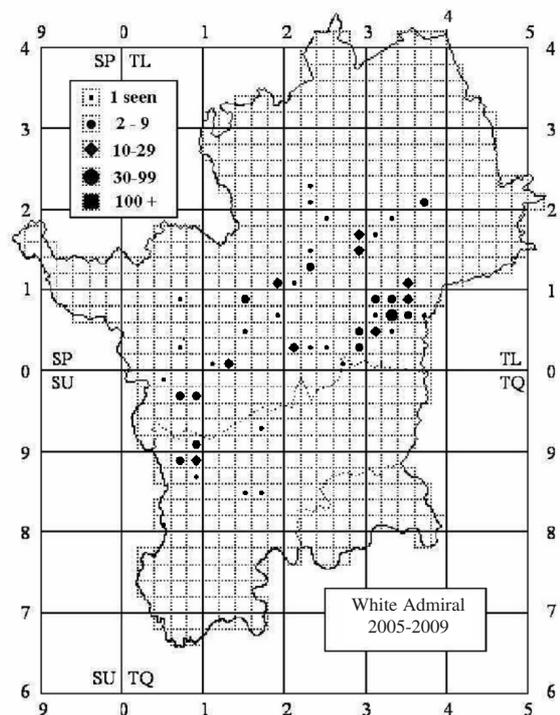 9 0 1 2 3 4 5
4 SP TL 4
1 seen
2 - 9
10-29
30-99
100 +
3 3
2 2
1 1
SP TL
0 0
SU TQ
9 9
8 8
7 7
White Admiral
2005-2009
SU TQ
6 6
9 0 1 2 3 4 5